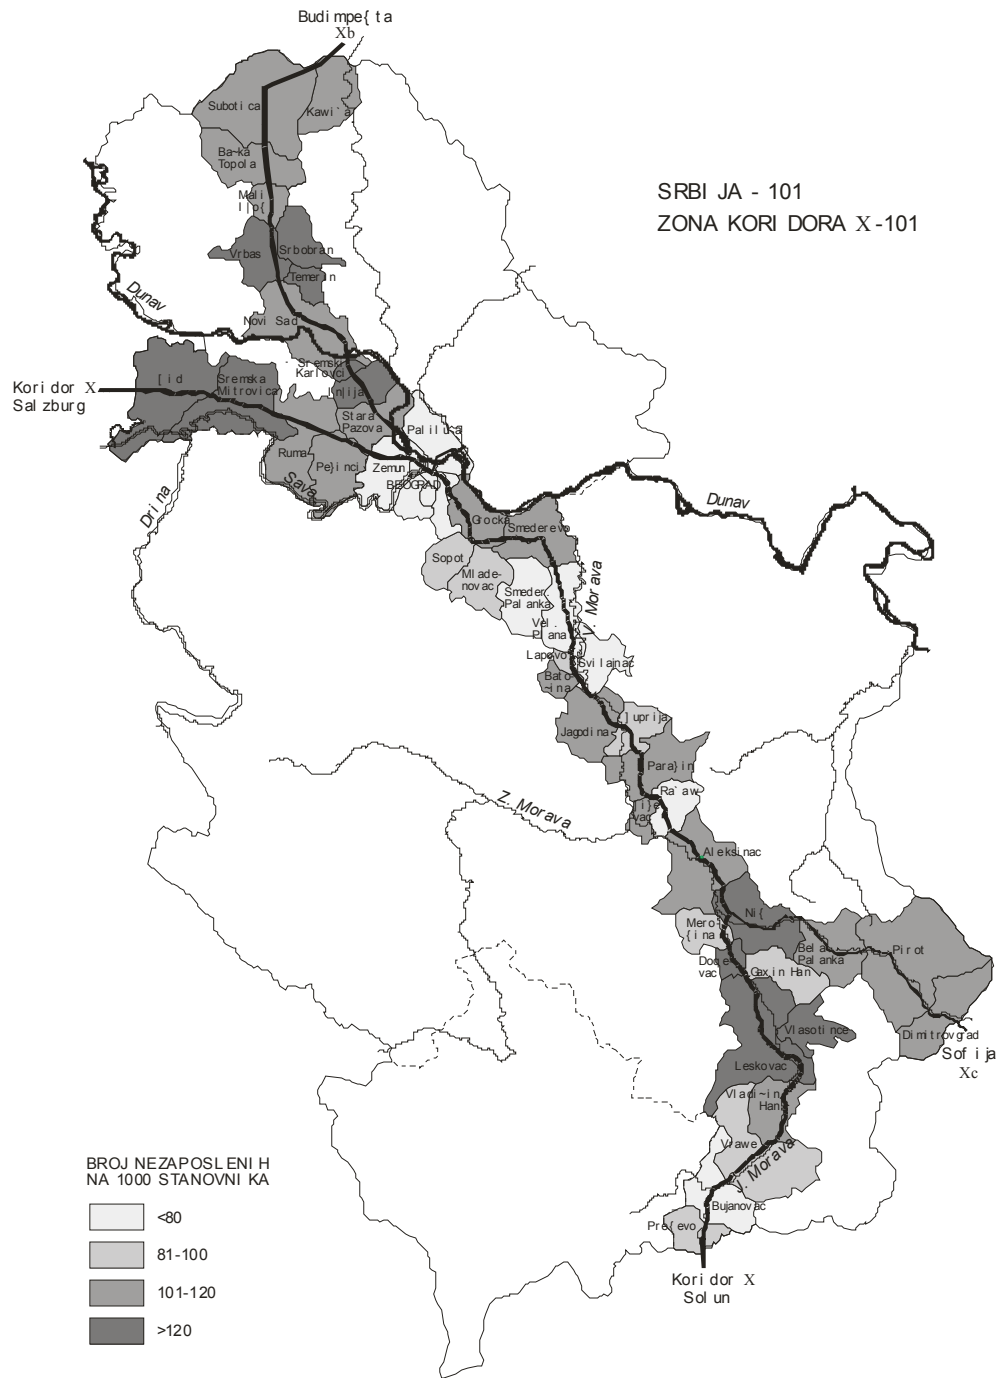 Budimpe{ta
Xb
Subotica
Kawi`a
Ba~ka
Topola
Mali
I|o{
SRBIJA - 101
ZONA KORIDORA X-101
Vrbas
Srbobran
Temerin
Dunav
Novi Sad
Sremski
Karlovci
[id
Sremska
Mitrovica
In|ija
Koridor X
Salzburg
Stara
Pazova
Palilula
Ruma
Pe}inci
Zemun
BEOGRAD
Sava
Drina
Dunav
Grocka
Smederevo
Sopot
Mlade-
novac
Smeder.
Palanka
V. Morava
Vel.
Plana
Lapovo
Svilajnac
Bato-
~ina
Jagodina
]uprija
Para}in
Ra`aw
Z. Morava
]i}e
vac
Aleksinac
Ni{
Mero-
{ina
Bela
Palanka
Pirot
Doqe-
vac
Gaxin Han
Vlasotince
Dimitrovgrad
Sofija
Xc
Leskovac
Vladi~in
Han
Vrawe
J. Morava
BROJ NEZAPOSLENIH
NA 1000 STANOVNIKA
<80
81-100
101-120
>120
Bujanovac
Pre{evo
Koridor X
Solun